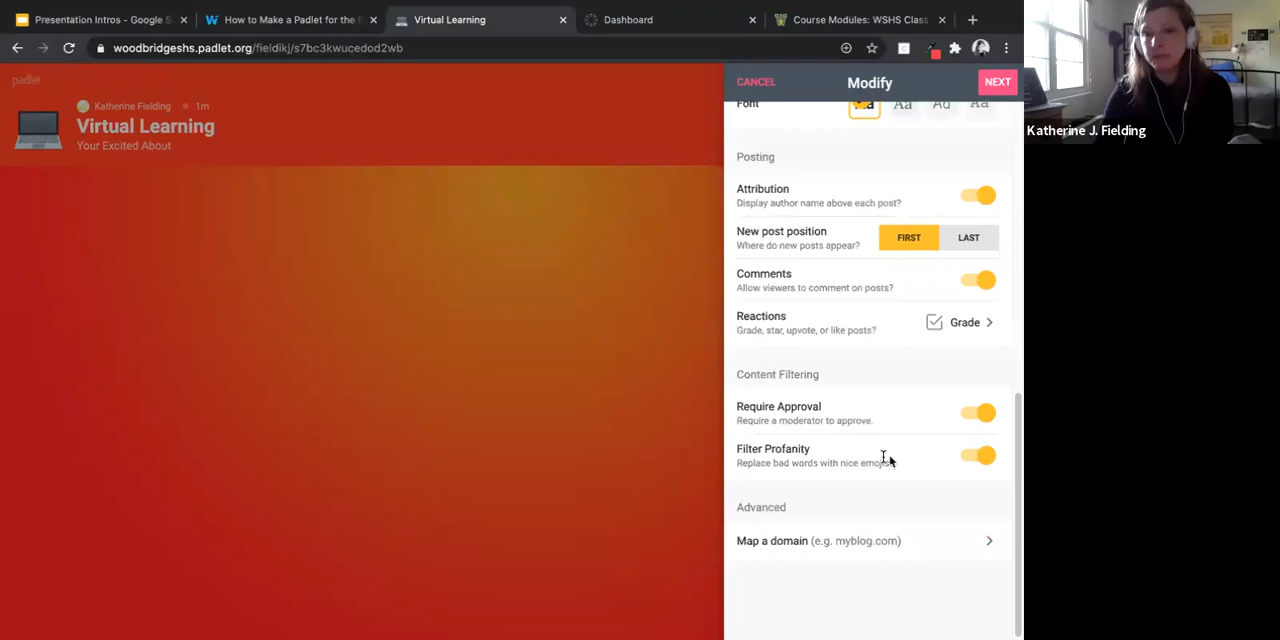 Presentation Intros - Google S
How to Make a Padlet for the F
Virtual Learning
Dashboard
Course Modules: WSHS Class
woodbridgeshs.padlet.org/fieldikj/s7bc3kwucedod2wb
padlet
Katherine Fielding 1m
Virtual Learning
Your Excited About
CANCEL
Modify
NEXT
Font
Aa Aa Aa
Posting
Attribution
Display author name above each post?
New post position
Where do new posts appear?
FIRST LAST
Comments
Allow viewers to comment on posts?
Reactions
Grade, star, upvote, or like posts?
Grade
Content Filtering
Require Approval
Require a moderator to approve.
Filter Profanity
Replace bad words with nice emojis
Advanced
Map a domain (e.g. myblog.com)
Katherine J. Fielding